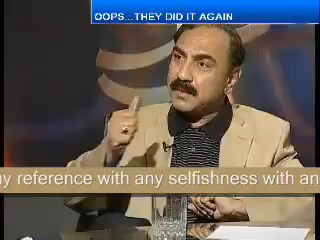 OOPS...THEY DID IT AGAIN
ny reference with any selfishness with an